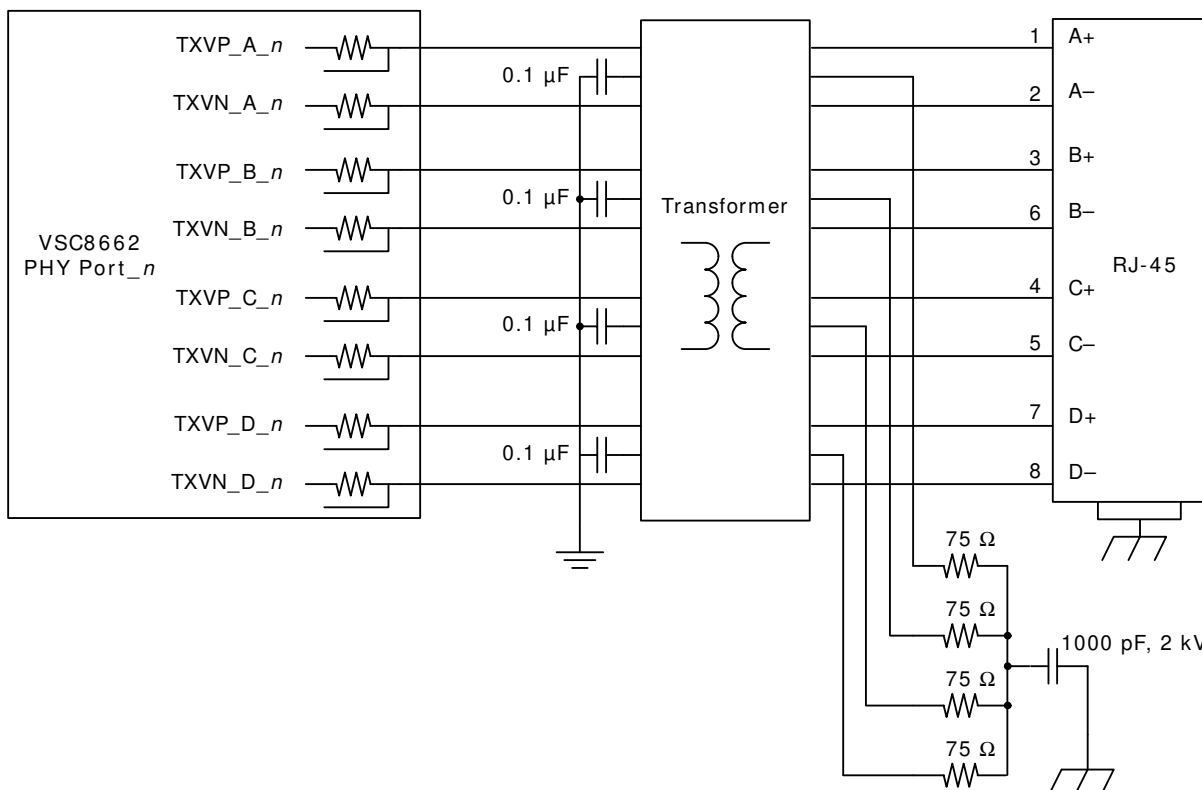 VSC8662
PHY Port_n
TXVP_A_n
TXVN_A_n
TXVP_B_n
TXVN_B_n
TXVP_C_n
TXVN_C_n
TXVP_D_n
TXVN_D_n
0.1 µF
0.1 µF
0.1 µF
0.1 µF
Transformer
1 A+
2 A–
3 B+
6 B–
4 C+
5 C–
7 D+
8 D–
RJ-45
75 Ω
75 Ω
75 Ω
75 Ω
1000 pF, 2 kV